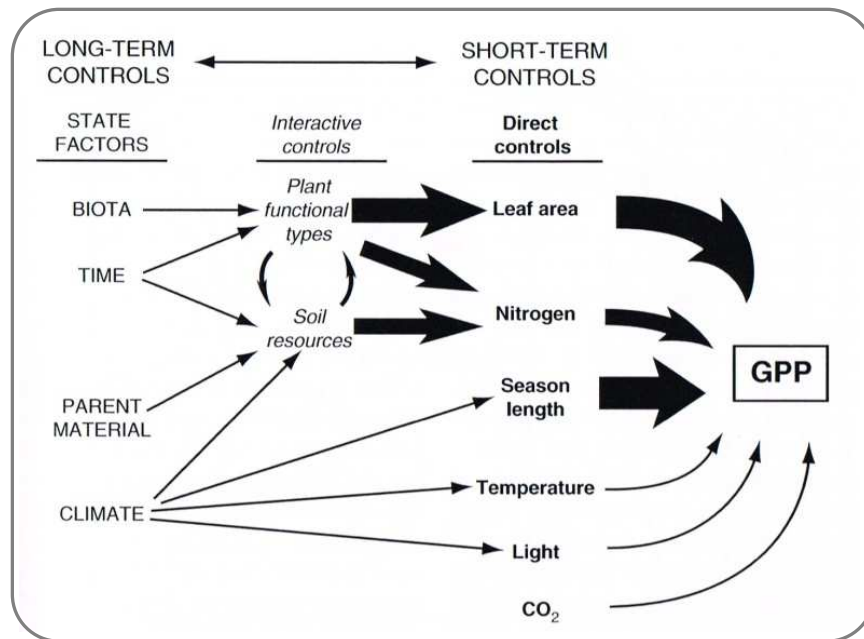 LONG-TERM
CONTROLS
SHORT-TERM
CONTROLS
STATE
FACTORS
Interactive
controls
Direct
controls
BIOTA
TIME
PARENT
MATERIAL
CLIMATE
Plant
functional
types
Soil
resources
Leaf area
Nitrogen
Season
length
Temperature
Light
CO₂
GPP